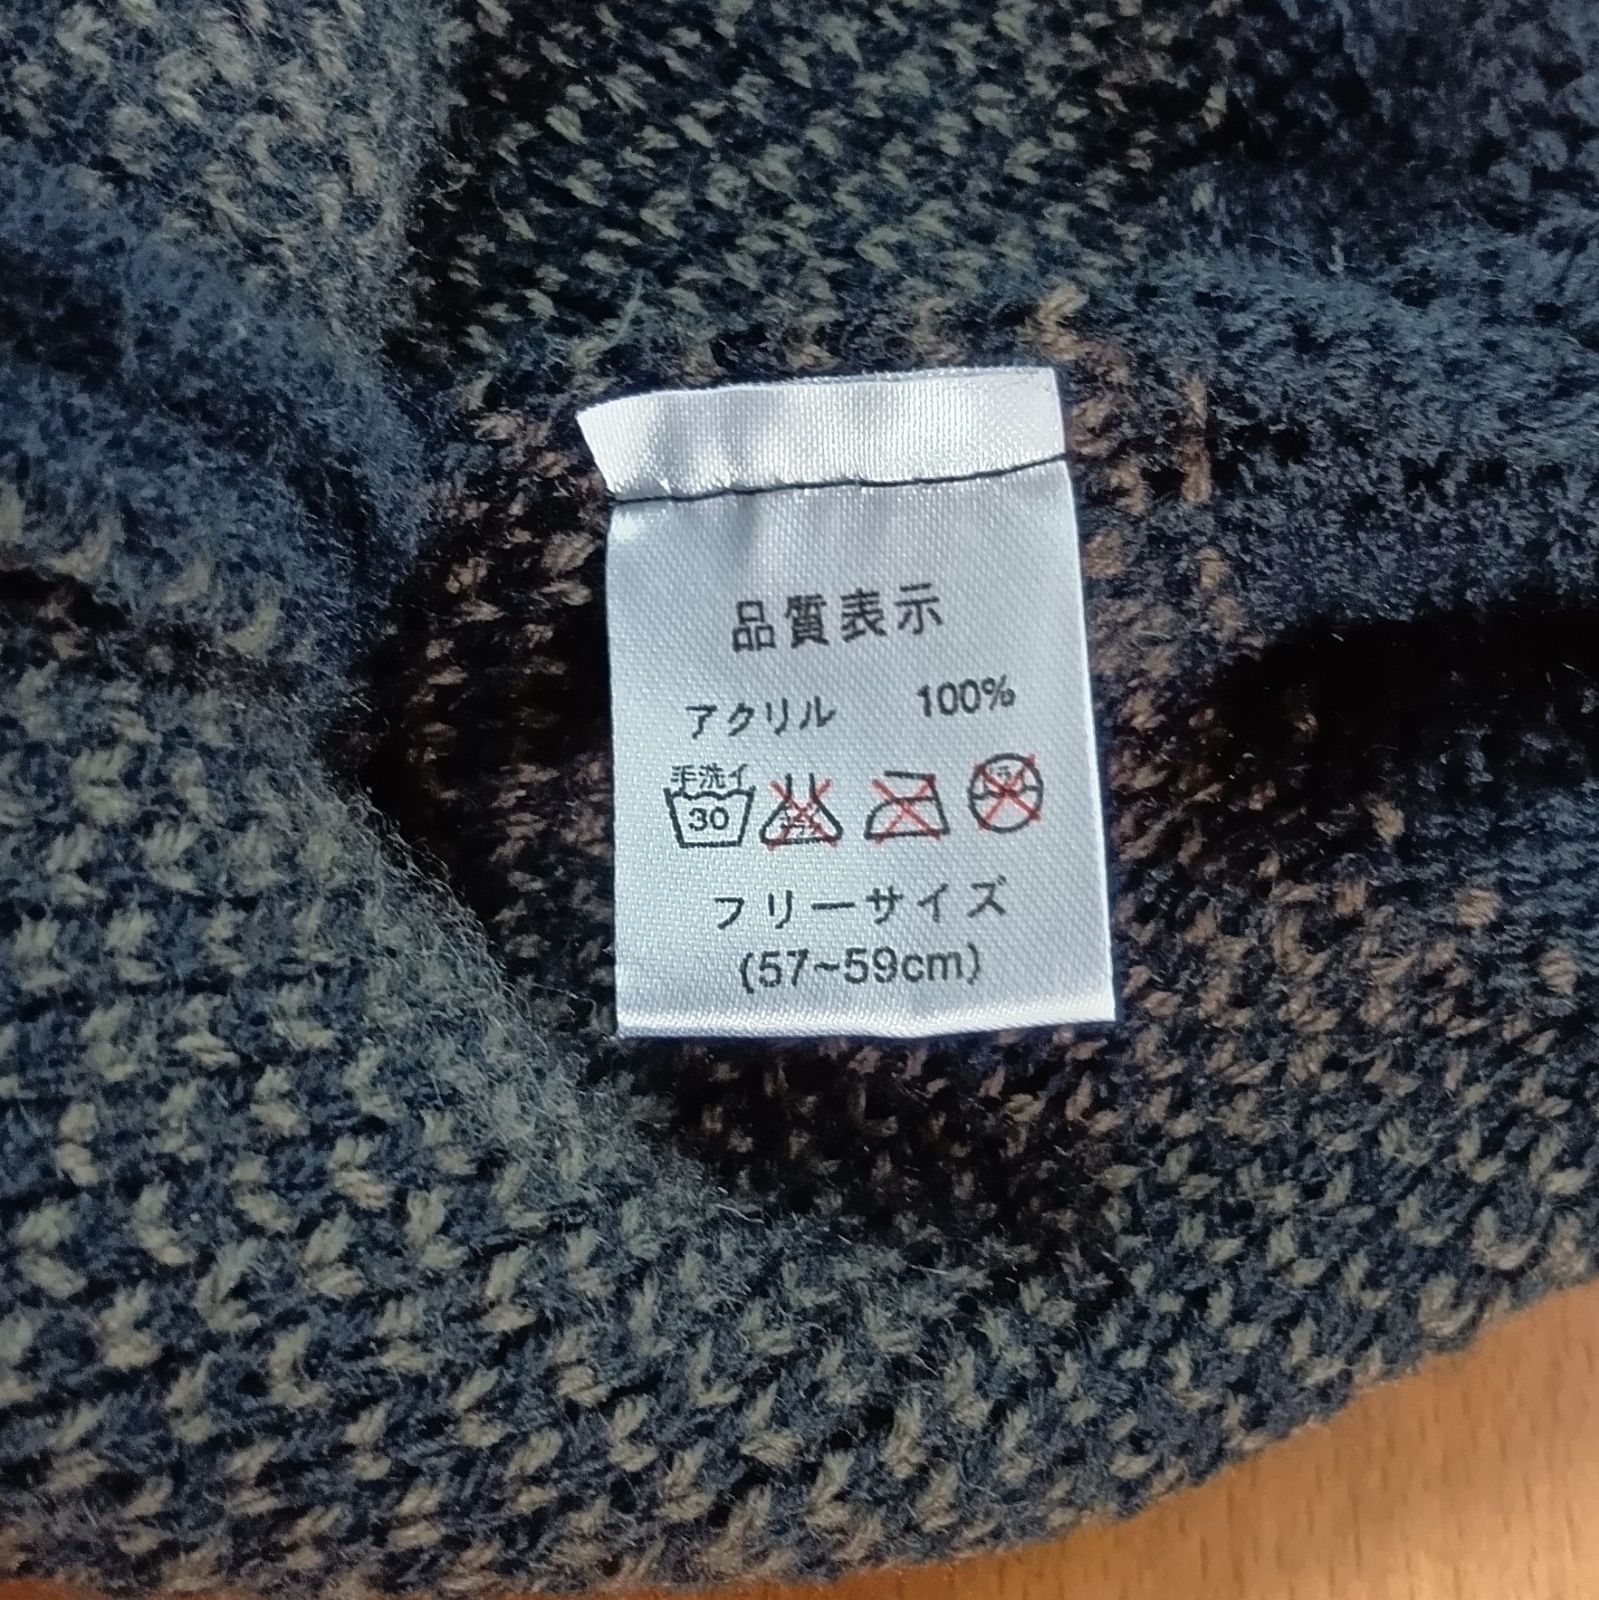 品質表示
アクリル 100%
手洗イ
30
フリーサイズ
(57~59cm)